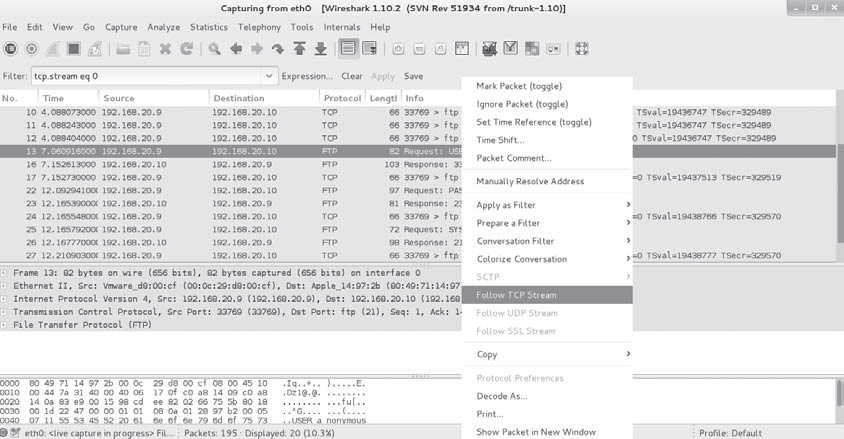 Capturing from eth0 [Wireshark 1.10.2 (SVN Rev 51934 from /trunk-1.10)]
File Edit View Go Capture Analyze Statistics Telephony Tools Internals Help
Filter: tcp.stream eq 0 Expression... Clear Apply Save
No. Time Source Destination Protocol Lengtl Info
10 4.088073000 192.168.20.9 192.168.20.10 TCP 66 33769 > ftp TSval=19436747 TSecr=329489
11 4.088243000 192.168.20.9 192.168.20.10 TCP 66 33769 > ftp =0 TSval=19436747 TSecr=329489
12 4.088404000 192.168.20.9 192.168.20.10 TCP 66 33769 > ftp 0 TSval=19436747 TSecr=329489
13 7.060916000 192.168.20.9 192.168.20.10 FTP 82 Request: USE
16 7.152613000 192.168.20.10 192.168.20.9 FTP 103 Response: 33
17 7.152730000 192.168.20.9 192.168.20.10 TCP 66 33769 > ftp =0 TSval=19437513 TSecr=329519
22 12.09294100 192.168.20.9 192.168.20.10 FTP 97 Request: PAS
23 12.16539000 192.168.20.10 192.168.20.9 FTP 81 Response: 23
24 12.16554800 192.168.20.9 192.168.20.10 TCP 66 33769 > ftp =0 TSval=19438766 TSecr=329570
25 12.16579200 192.168.20.9 192.168.20.10 FTP 72 Request: SYS
26 12.16777000 192.168.20.10 192.168.20.9 FTP 98 Response: 21
27 12.21090300 192.168.20.9 192.168.20.10 TCP 66 33769 > ftp =0 TSval=19438777 TSecr=329570
Mark Packet (toggle)
Ignore Packet (toggle)
Set Time Reference (toggle)
Time Shift...
Packet Comment...
Manually Resolve Address
Apply as Filter
Prepare a Filter
Conversation Filter
Colorize Conversation
SCTP
Follow TCP Stream
Follow UDP Stream
Follow SSL Stream
Copy
Protocol Preferences
Decode As...
Print...
Show Packet in New Window
Frame 13: 82 bytes on wire (656 bits), 82 bytes captured (656 bits) on interface 0
Ethernet II, Src: Vmware_d8:00:cf (00:0c:29:d8:00:cf), Dst: Apple_14:97:2b (80:49:71:14:97
Internet Protocol Version 4, Src: 192.168.20.9 (192.168.20.9), Dst: 192.168.20.10 (192.168
Transmission Control Protocol, Src Port: 33769 (33769), Dst Port: ftp (21), Seq: 1, Ack: 1
File Transfer Protocol (FTP)
0000 80 49 71 14 97 2b 00 0c 29 d8 00 cf 08 00 45 10 .Iq..+.. ).....E.
0010 00 44 7a 31 40 00 40 06 17 0f c0 a8 14 09 c0 a8 .Dz1@.@. ........
0020 14 0a 83 e9 00 15 98 cd ee 82 02 66 75 5b 80 18 ........ ...fu[..
0030 00 1d 22 47 00 00 01 01 08 0a 01 28 97 b2 00 05 .."G.... ...(....
0040 07 11 55 53 45 52 20 61 6e 6f 6e 79 6d 6f 75 73 ..USER a nonymous
eth0: <live capture in progress> Fil... Packets: 195 · Displayed: 20 (10.3%) Profile: Default